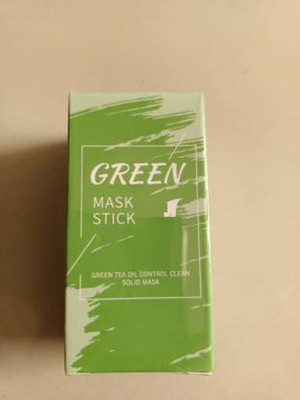 GREEN
MASK
STICK
GREEN TEA OIL CONTROL CLEAN
SOLID MASK